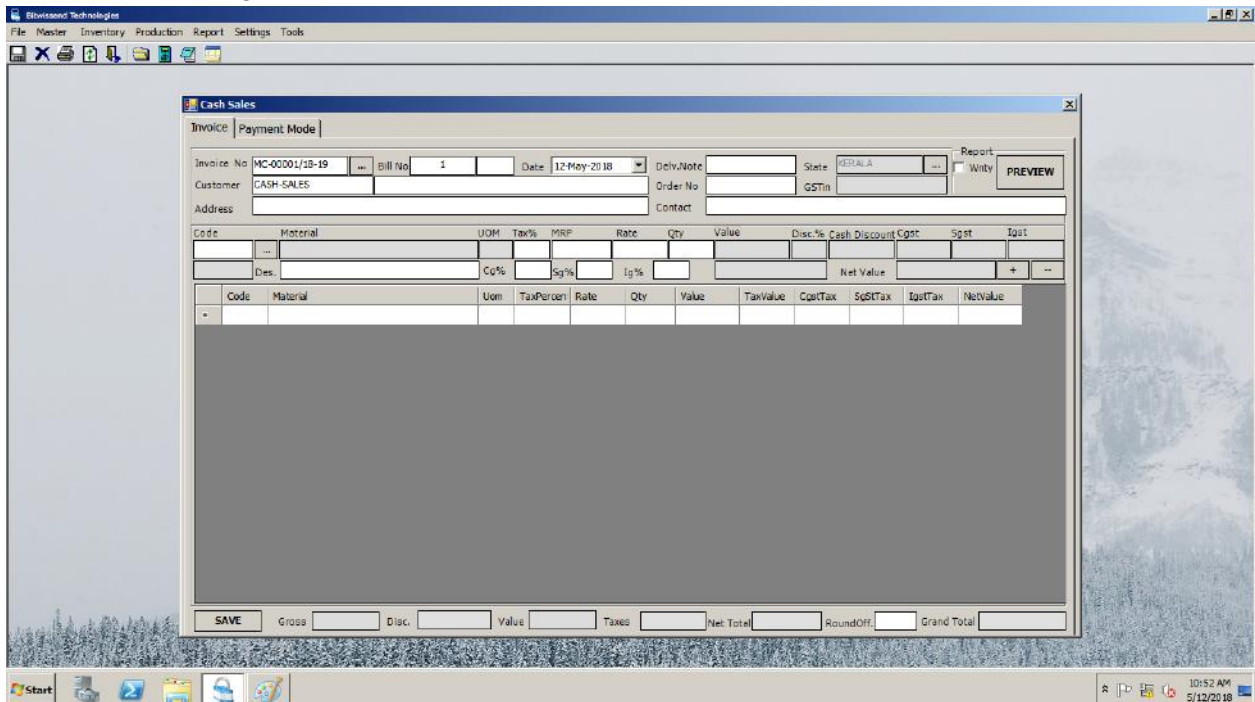 Bitwissend Technologies
File Master Inventory Production Report Settings Tools
Cash Sales
Invoice Payment Mode
Report
Invoice No MC-00001/18-19 ... Bill No 1 Date 12-May-2018 Delv.Note State KERALA ... Wnty PREVIEW
Customer CASH-SALES Order No GSTin
Address Contact
Code Material UOM Tax% MRP Rate Qty Value Disc.% Cash Discount Cgst Sgst Igst
...
Des. Cg% Sg% Ig% Net Value + --
Code Material Uom TaxPercen Rate Qty Value TaxValue CgstTax SgStTax IgstTax NetValue
*
SAVE Gross Disc. Value Taxes Net Total RoundOff. Grand Total
Start 10:52 AM
5/12/2018